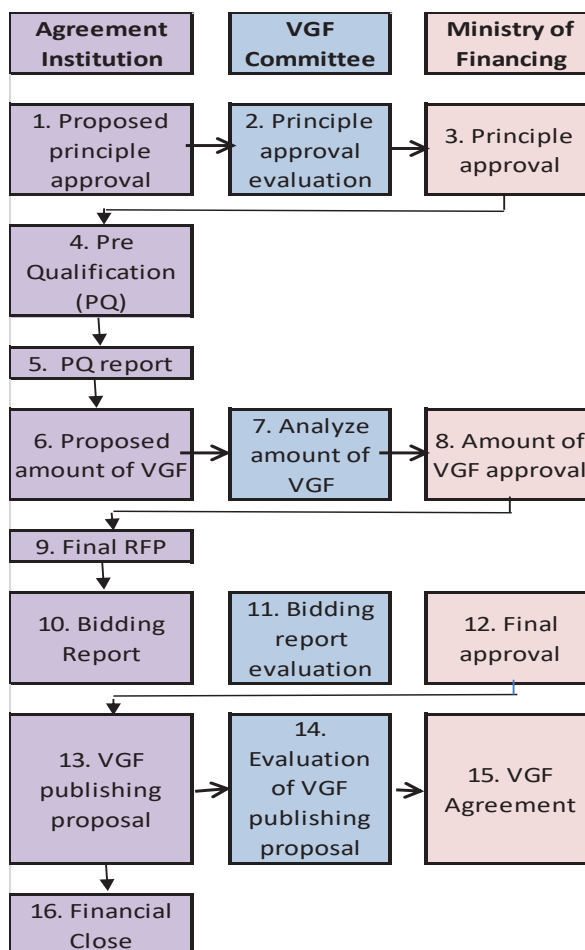 Agreement
Institution
VGF
Committee
Ministry of
Financing
1. Proposed
principle
approval
2. Principle
approval
evaluation
3. Principle
approval
4. Pre
Qualification
(PQ)
5. PQ report
6. Proposed
amount of VGF
7. Analyze
amount of
VGF
8. Amount of
VGF approval
9. Final RFP
10. Bidding
Report
11. Bidding
report
evaluation
12. Final
approval
13. VGF
publishing
proposal
14.
Evaluation
of VGF
publishing
proposal
15. VGF
Agreement
16. Financial
Close